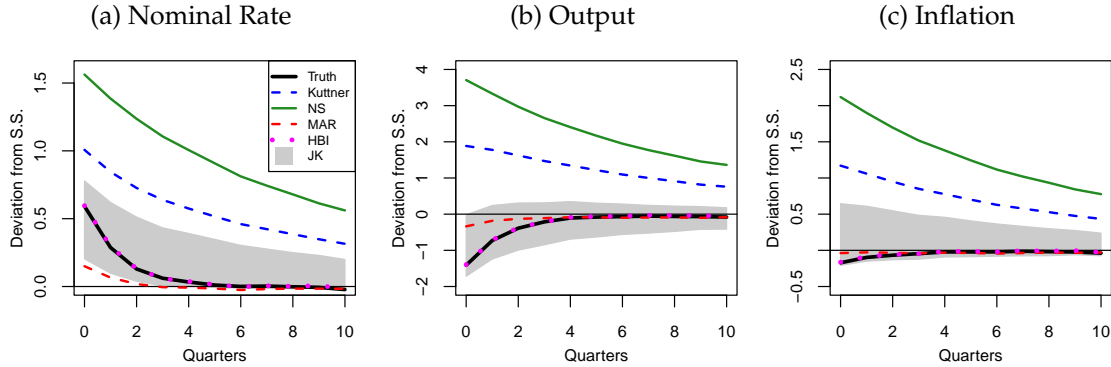 (a) Nominal Rate
(b) Output
(c) Inflation
Deviation from S.S.
1.5
1.0
0.5
0.0
Truth
Kuttner
NS
MAR
HBI
JK
0 2 4 6 8 10
Quarters
Deviation from S.S.
4
3
2
1
0
−1
−2
0 2 4 6 8 10
Quarters
Deviation from S.S.
2.5
1.5
0.5
−0.5
0 2 4 6 8 10
Quarters